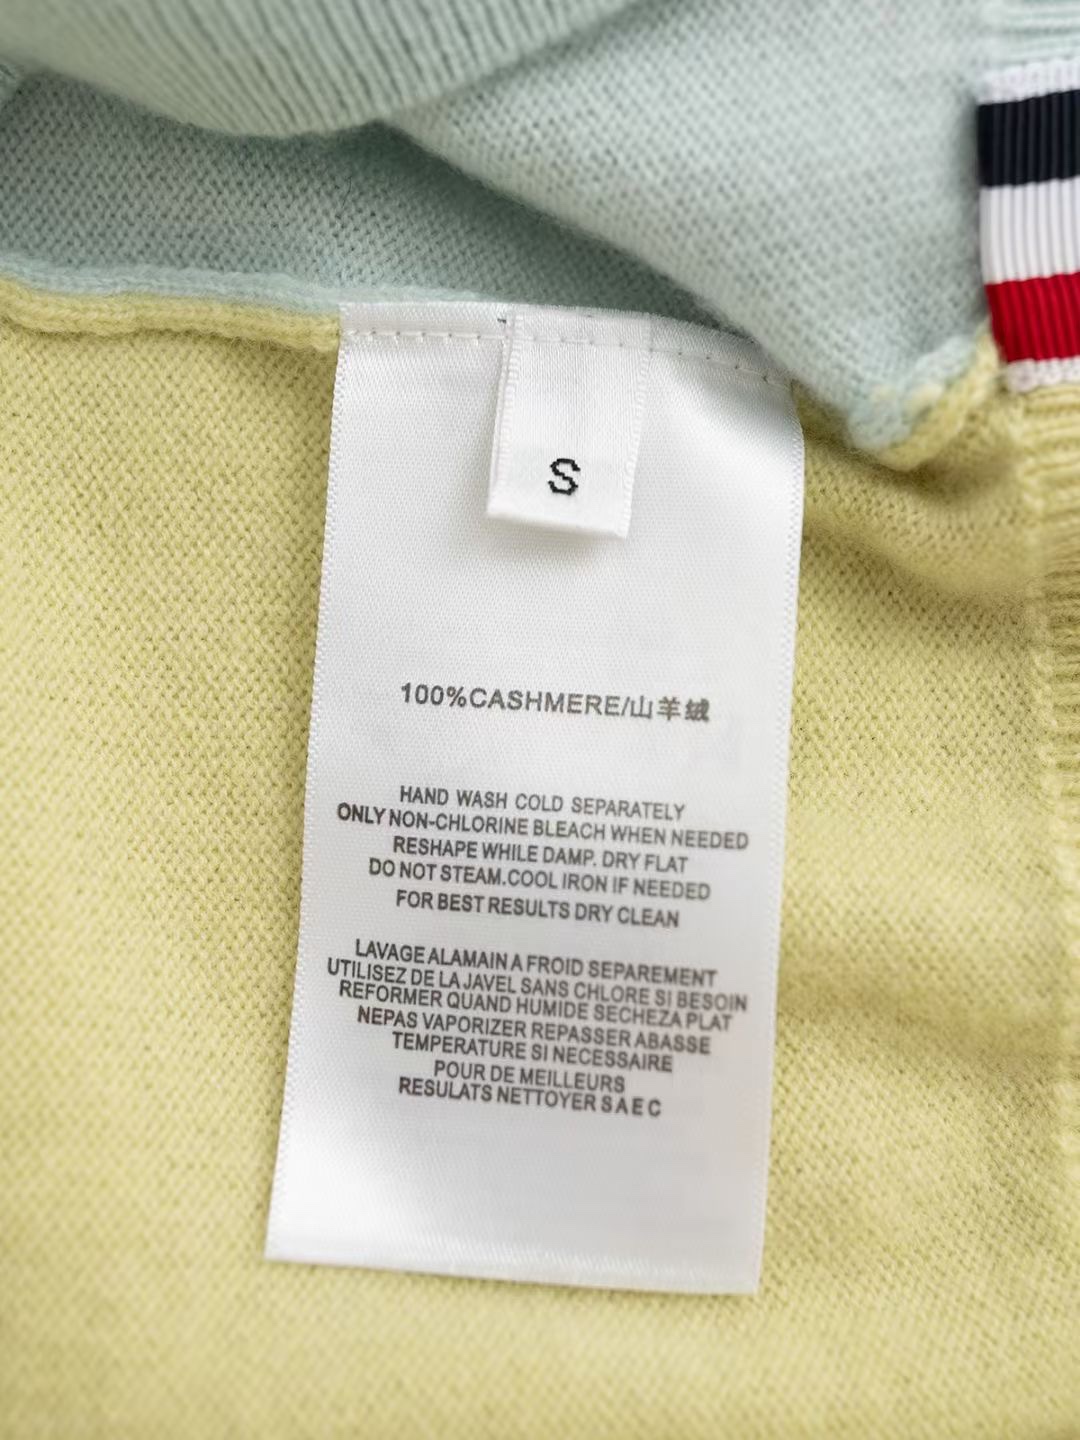 S
100%CASHMERE/山羊绒
HAND WASH COLD SEPARATELY
ONLY NON-CHLORINE BLEACH WHEN NEEDED
RESHAPE WHILE DAMP. DRY FLAT
DO NOT STEAM.COOL IRON IF NEEDED
FOR BEST RESULTS DRY CLEAN
LAVAGE ALAMAIN A FROID SEPAREMENT
UTILISEZ DE LA JAVEL SANS CHLORE SI BESOIN
REFORMER QUAND HUMIDE SECHEZA PLAT
NEPAS VAPORIZER REPASSER ABASSE
TEMPERATURE SI NECESSAIRE
POUR DE MEILLEURS
RESULATS NETTOYER S A E C